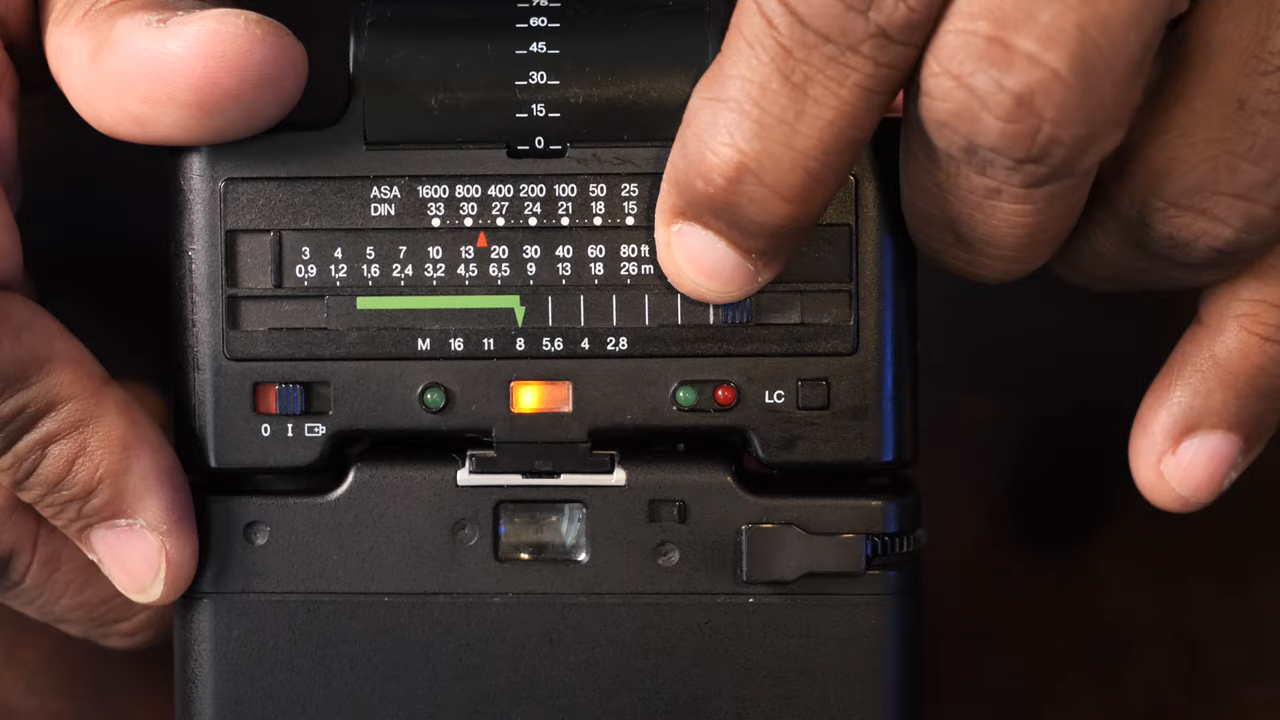 75
60
45
30
15
0
ASA 1600 800 400 200 100 50 25
DIN 33 30 27 24 21 18 15
3 4 5 7 10 13 20 30 40 60 80 ft
0,9 1,2 1,6 2,4 3,2 4,5 6,5 9 13 18 26 m
M 16 11 8 5,6 4 2,8
LC
0 I